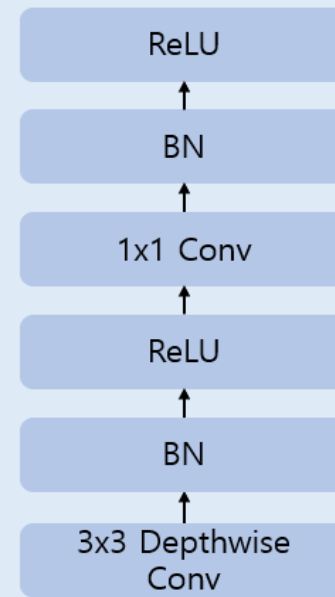 ReLU
BN
1x1 Conv
ReLU
BN
3x3 Depthwise
Conv